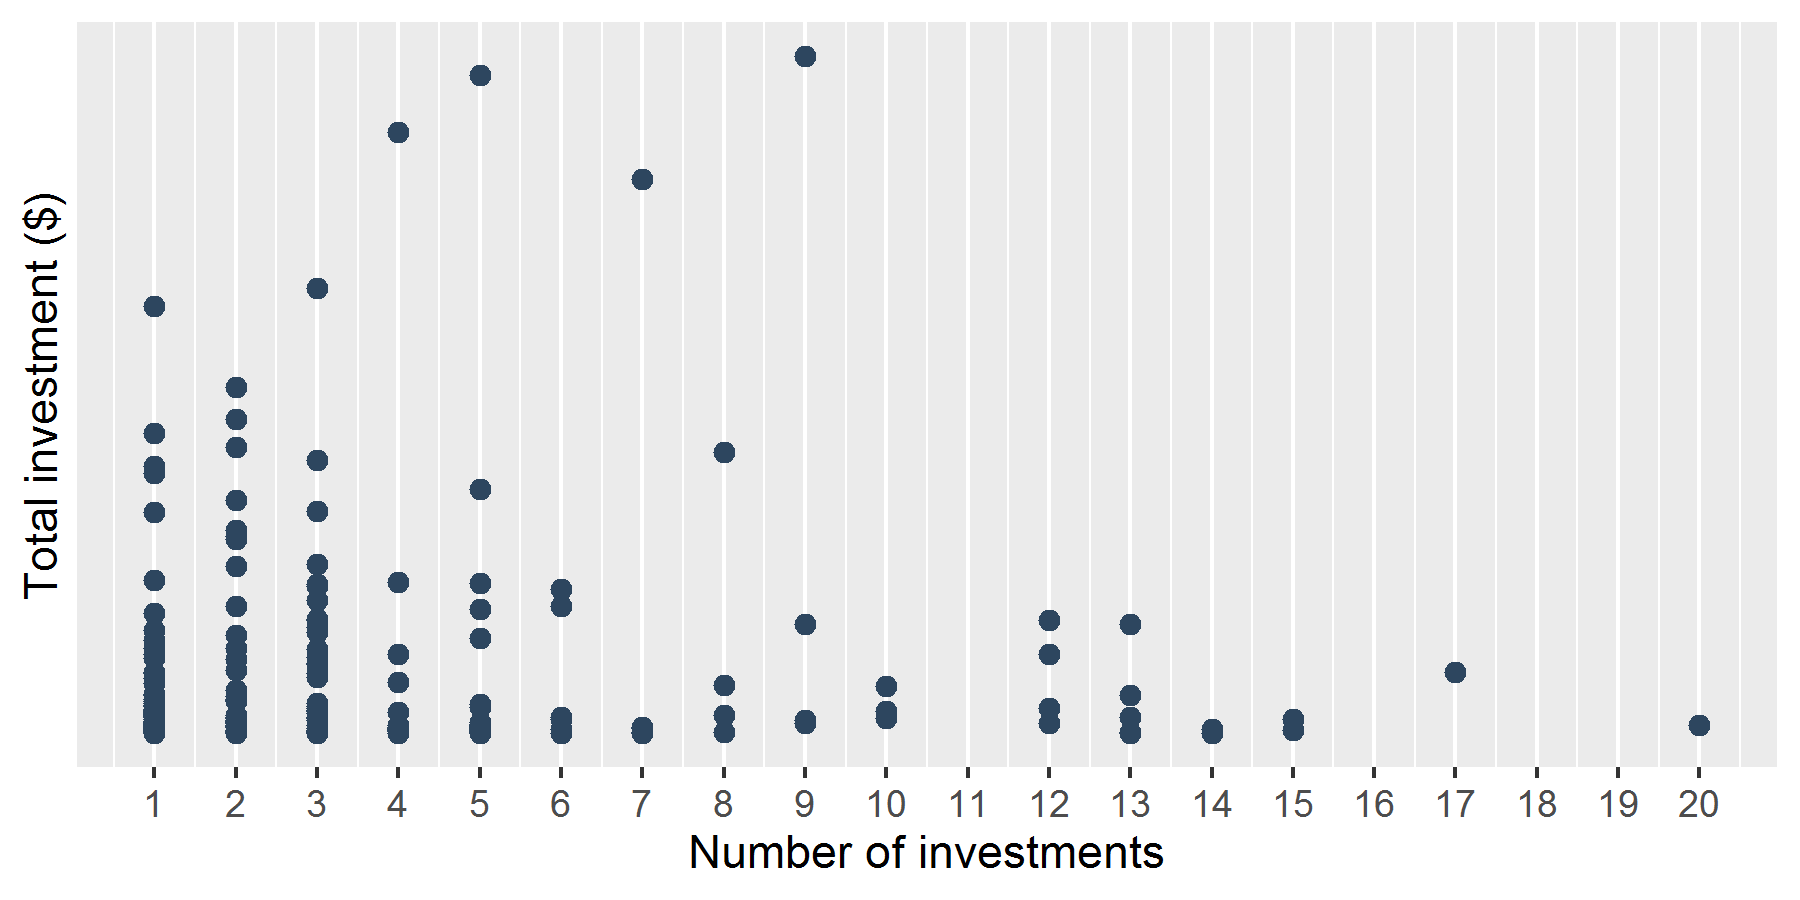 Total investment ($)
1 2 3 4 5 6 7 8 9 10 11 12 13 14 15 16 17 18 19 20
Number of investments